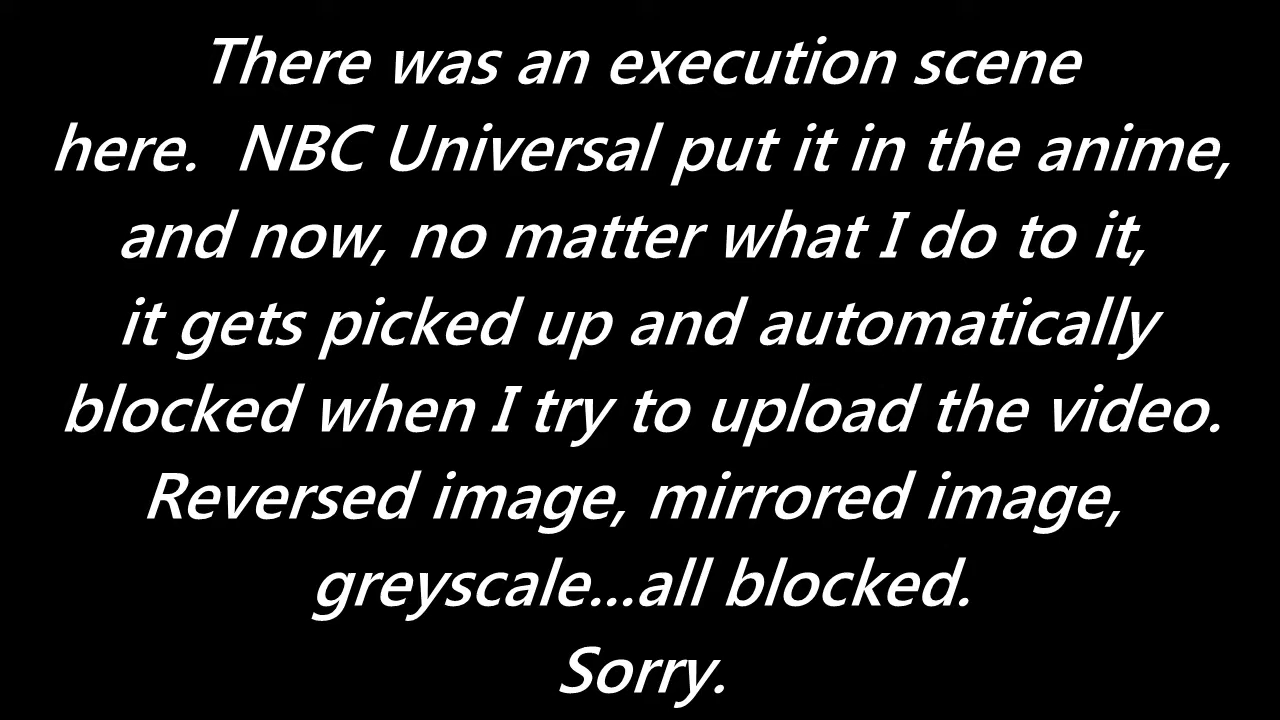 There was an execution scene
here.  NBC Universal put it in the anime,
and now, no matter what I do to it,
it gets picked up and automatically
blocked when I try to upload the video.
Reversed image, mirrored image,
greyscale...all blocked.
Sorry.